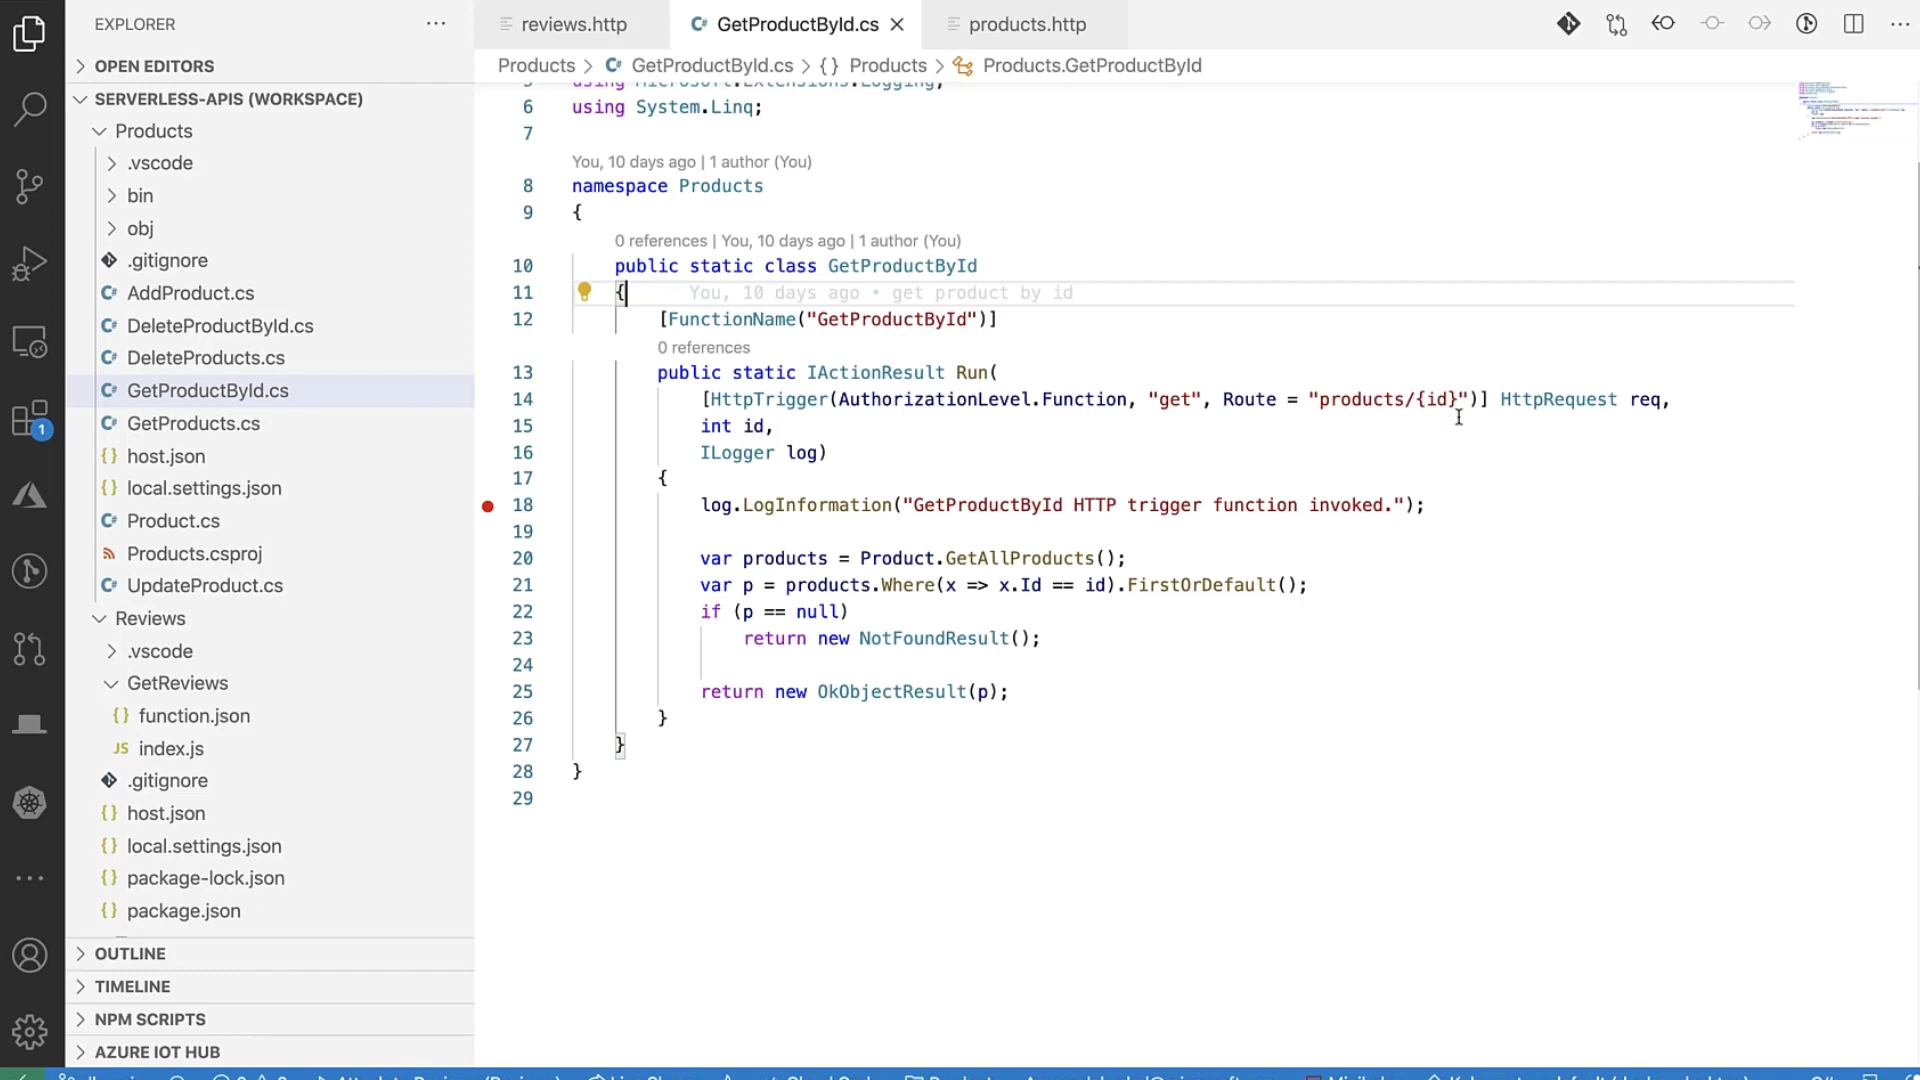 EXPLORER
OPEN EDITORS
SERVERLESS-APIS (WORKSPACE)
Products
.vscode
bin
obj
.gitignore
AddProduct.cs
DeleteProductById.cs
DeleteProducts.cs
GetProductById.cs
GetProducts.cs
host.json
local.settings.json
Product.cs
Products.csproj
UpdateProduct.cs
Reviews
.vscode
GetReviews
function.json
index.js
.gitignore
host.json
local.settings.json
package-lock.json
package.json
OUTLINE
TIMELINE
NPM SCRIPTS
AZURE IOT HUB
1
reviews.http
GetProductById.cs
products.http
Products > GetProductById.cs > {} Products > Products.GetProductById
5 using Microsoft.Extensions.Logging;
6 using System.Linq;
7
You, 10 days ago | 1 author (You)
8 namespace Products
9 {
0 references | You, 10 days ago | 1 author (You)
10 public static class GetProductById
11 { You, 10 days ago • get product by id
12 [FunctionName("GetProductById")]
0 references
13 public static IActionResult Run(
14 [HttpTrigger(AuthorizationLevel.Function, "get", Route = "products/{id}")] HttpRequest req,
15 int id,
16 ILogger log)
17 {
18 log.LogInformation("GetProductById HTTP trigger function invoked.");
19
20 var products = Product.GetAllProducts();
21 var p = products.Where(x => x.Id == id).FirstOrDefault();
22 if (p == null)
23 return new NotFoundResult();
24
25 return new OkObjectResult(p);
26 }
27 }
28 }
29